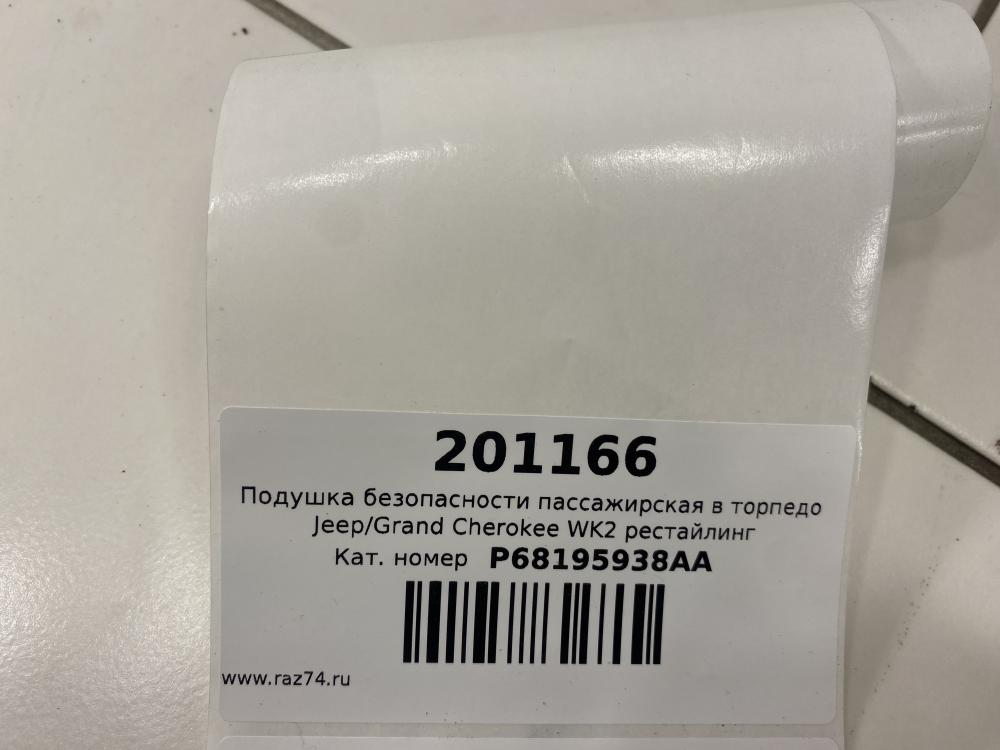 201166
Подушка безопасности пассажирская в торпедо
Jeep/Grand Cherokee WK2 рестайлинг
Кат. номер P68195938AA
www.raz74.ru